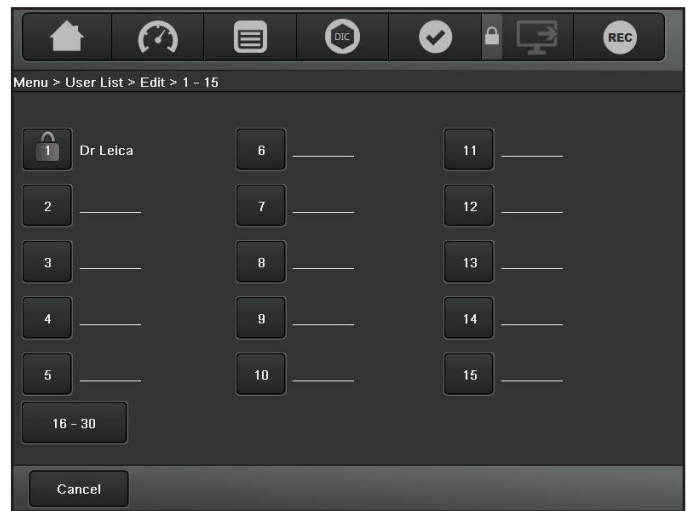 DIC REC
Menu > User List > Edit > 1 - 15
1 Dr Leica 6 11
2 7 12
3 8 13
4 9 14
5 10 15
16 - 30
Cancel